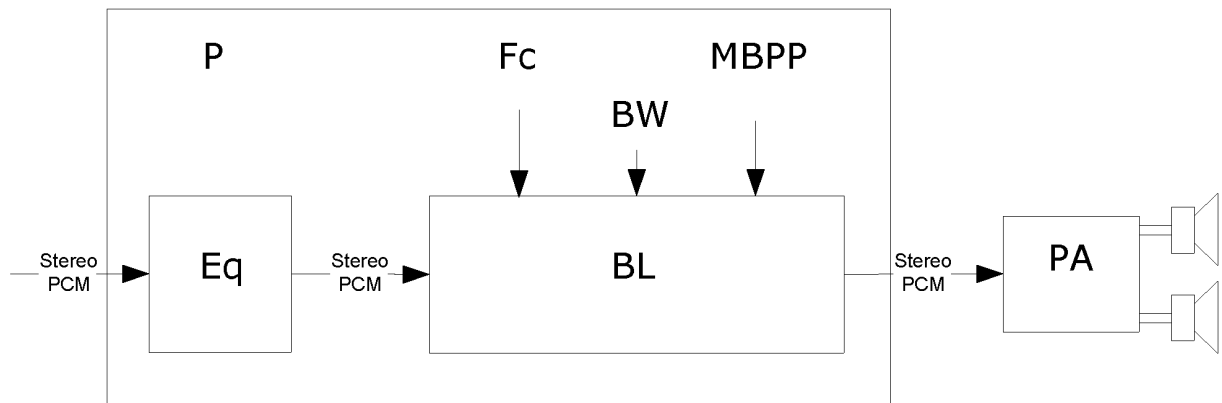 P
Fc
MBPP
BW
Stereo
PCM
Eq
Stereo
PCM
BL
Stereo
PCM
PA